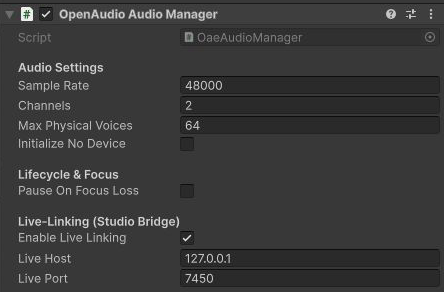 OpenAudio Audio Manager
Script OaeAudioManager
Audio Settings
Sample Rate 48000
Channels 2
Max Physical Voices 64
Initialize No Device
Lifecycle & Focus
Pause On Focus Loss
Live-Linking (Studio Bridge)
Enable Live Linking
Live Host 127.0.0.1
Live Port 7450